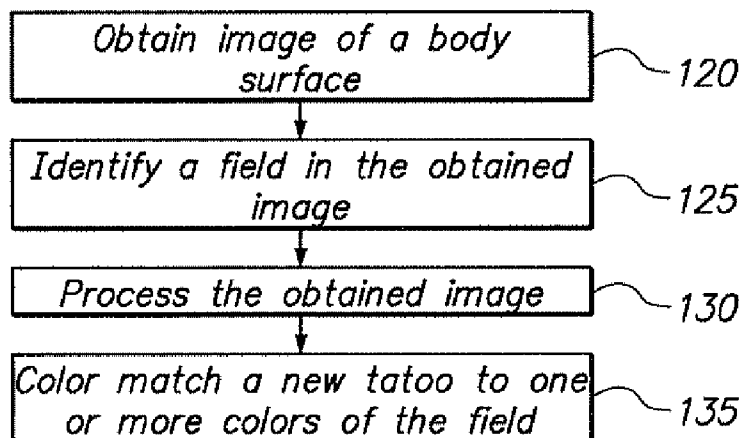 Obtain image of a body
surface
120
Identify a field in the obtained
image
125
Process the obtained image
130
Color match a new tatoo to one
or more colors of the field
135